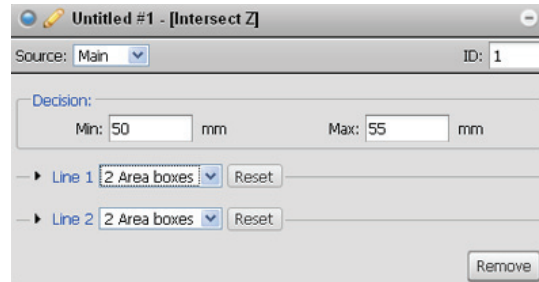 Untitled #1 - [Intersect Z]
Source: Main ID: 1
Decision:
Min: 50 mm Max: 55 mm
Line 1 2 Area boxes Reset
Line 2 2 Area boxes Reset
Remove